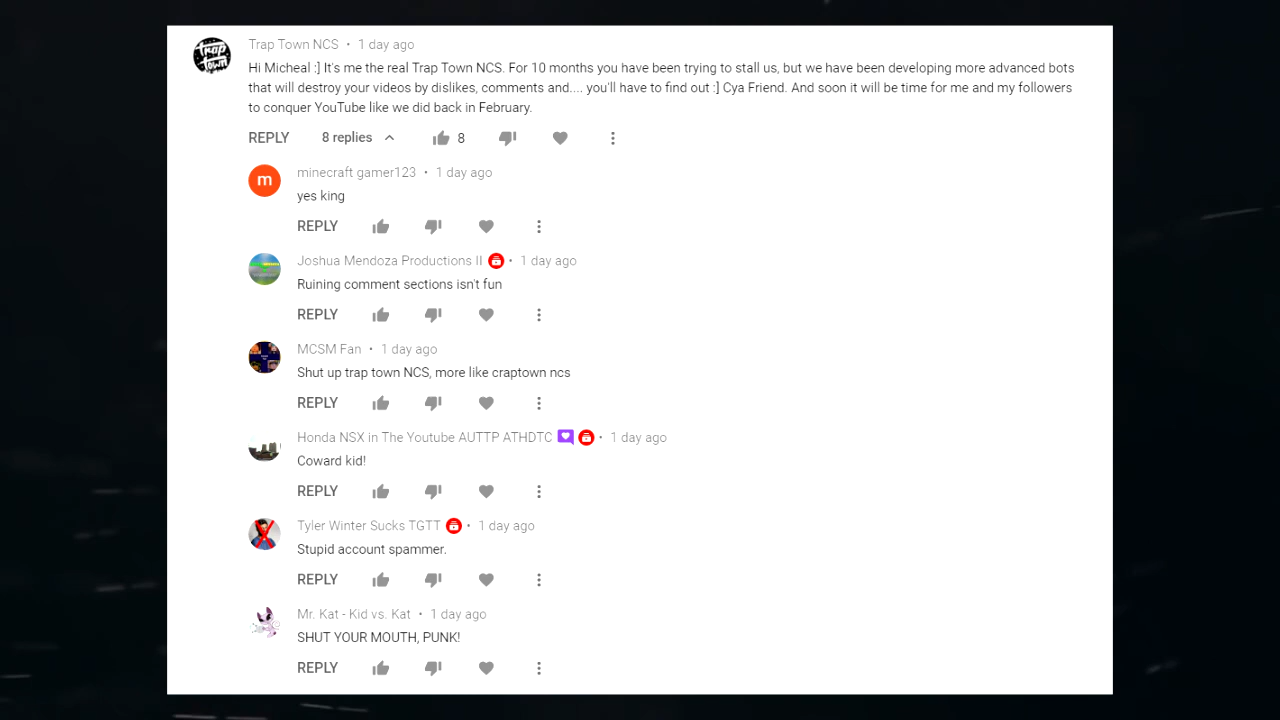 Trap Town NCS • 1 day ago
Hi Micheal :] It's me the real Trap Town NCS. For 10 months you have been trying to stall us, but we have been developing more advanced bots
that will destroy your videos by dislikes, comments and.... you'll have to find out :] Cya Friend. And soon it will be time for me and my followers
to conquer YouTube like we did back in February.
REPLY 8 replies 8
trap town
m
minecraft gamer123 • 1 day ago
yes king
REPLY
Joshua Mendoza Productions II • 1 day ago
Ruining comment sections isn't fun
REPLY
MCSM Fan • 1 day ago
Shut up trap town NCS, more like craptown ncs
REPLY
Honda NSX in The Youtube AUTTP ATHDTC • 1 day ago
Coward kid!
REPLY
Tyler Winter Sucks TGTT • 1 day ago
Stupid account spammer.
REPLY
Mr. Kat - Kid vs. Kat • 1 day ago
SHUT YOUR MOUTH, PUNK!
REPLY